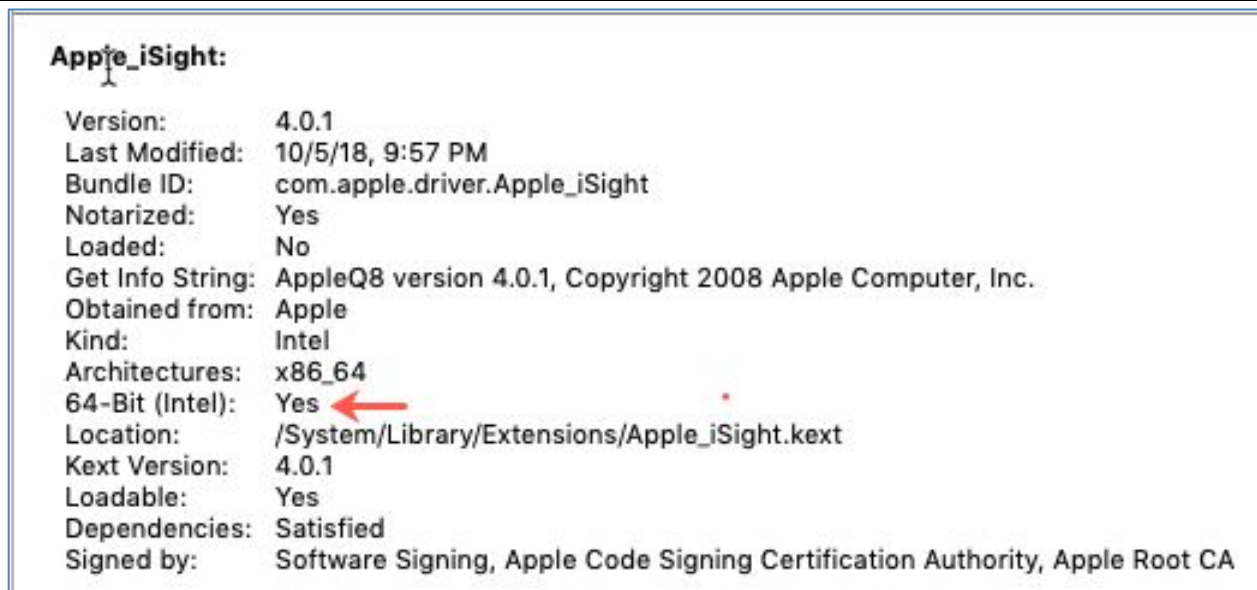 Apple_iSight:
Version: 4.0.1
Last Modified: 10/5/18, 9:57 PM
Bundle ID: com.apple.driver.Apple_iSight
Notarized: Yes
Loaded: No
Get Info String: AppleQ8 version 4.0.1, Copyright 2008 Apple Computer, Inc.
Obtained from: Apple
Kind: Intel
Architectures: x86_64
64-Bit (Intel): Yes
Location: /System/Library/Extensions/Apple_iSight.kext
Kext Version: 4.0.1
Loadable: Yes
Dependencies: Satisfied
Signed by: Software Signing, Apple Code Signing Certification Authority, Apple Root CA